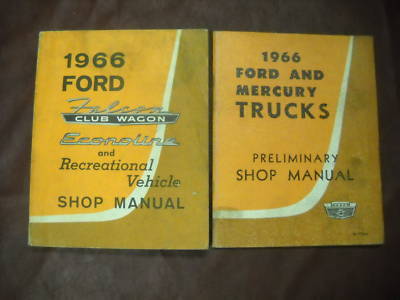 1966
FORD
Falcon
CLUB WAGON
Econoline
and
Recreational
Vehicle
SHOP MANUAL
1966
FORD AND
MERCURY
TRUCKS
PRELIMINARY
SHOP MANUAL